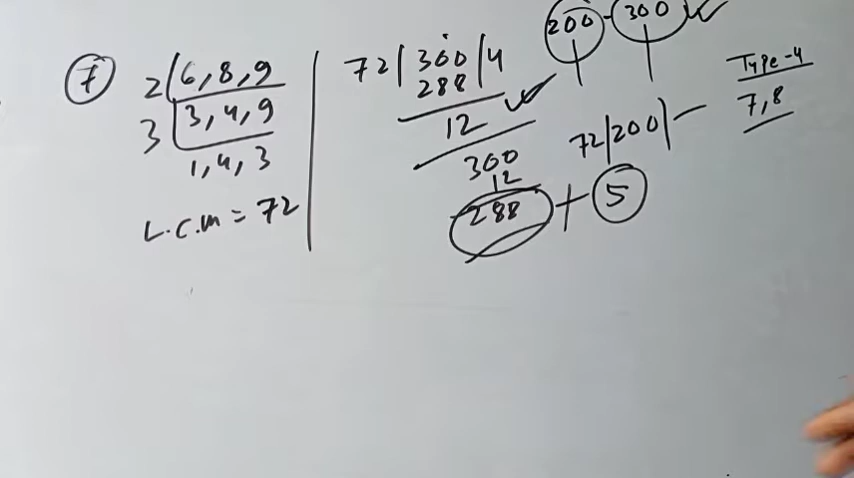 7
2 6, 8, 9
3 3, 4, 9
1, 4, 3
L.C.M = 72
72 | 300 | 4
288
12
300
12
288 + 5
200 - 300
72 | 200 | -
Type-4
7, 8